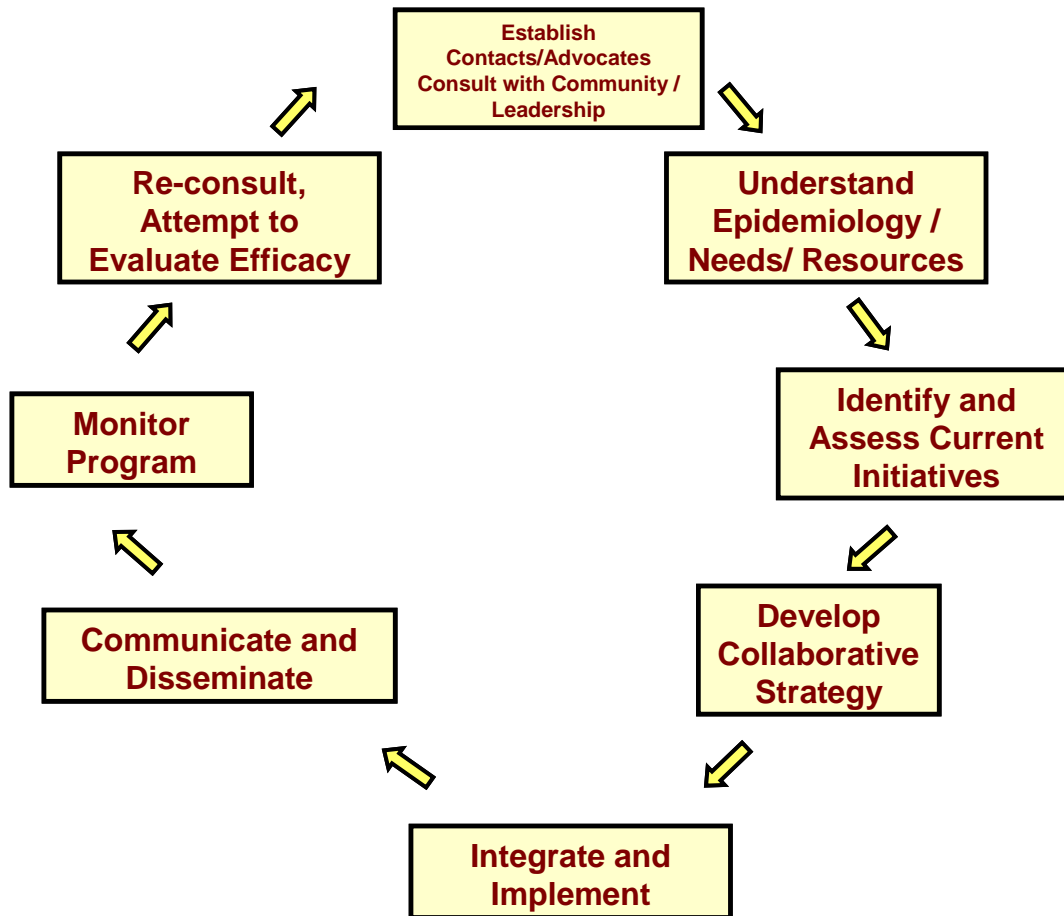 Establish
Contacts/Advocates
Consult with Community /
Leadership
Understand
Epidemiology /
Needs/ Resources
Identify and
Assess Current
Initiatives
Develop
Collaborative
Strategy
Integrate and
Implement
Communicate and
Disseminate
Monitor
Program
Re-consult,
Attempt to
Evaluate Efficacy